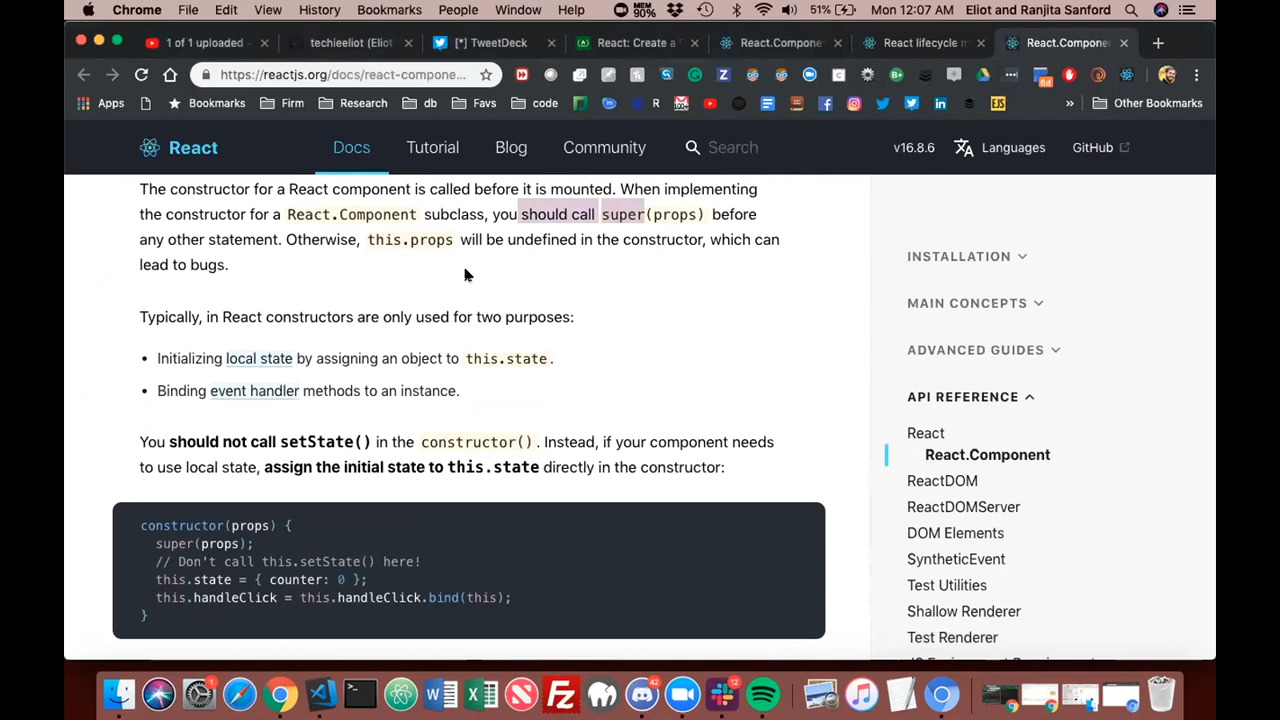 Chrome File Edit View History Bookmarks People Window Help MEM 90% 51% Mon 12:07 AM Eliot and Ranjita Sanford
1 of 1 uploaded techieeliot (Eliot [*] TweetDeck React: Create a React.Compone React lifecycle m React.Compone
https://reactjs.org/docs/react-compone...
6d
Apps Bookmarks Firm Research db Favs code R 100+ EJS » Other Bookmarks
React Docs Tutorial Blog Community Search v16.8.6 Languages GitHub
The constructor for a React component is called before it is mounted. When implementing
the constructor for a React.Component subclass, you should call super(props) before
any other statement. Otherwise, this.props will be undefined in the constructor, which can
lead to bugs.
Typically, in React constructors are only used for two purposes:
• Initializing local state by assigning an object to this.state.
• Binding event handler methods to an instance.
You should not call setState() in the constructor(). Instead, if your component needs
to use local state, assign the initial state to this.state directly in the constructor:
constructor(props) {
super(props);
// Don't call this.setState() here!
this.state = { counter: 0 };
this.handleClick = this.handleClick.bind(this);
}
INSTALLATION
MAIN CONCEPTS
ADVANCED GUIDES
API REFERENCE
React
React.Component
ReactDOM
ReactDOMServer
DOM Elements
SyntheticEvent
Test Utilities
Shallow Renderer
Test Renderer
1 42 12